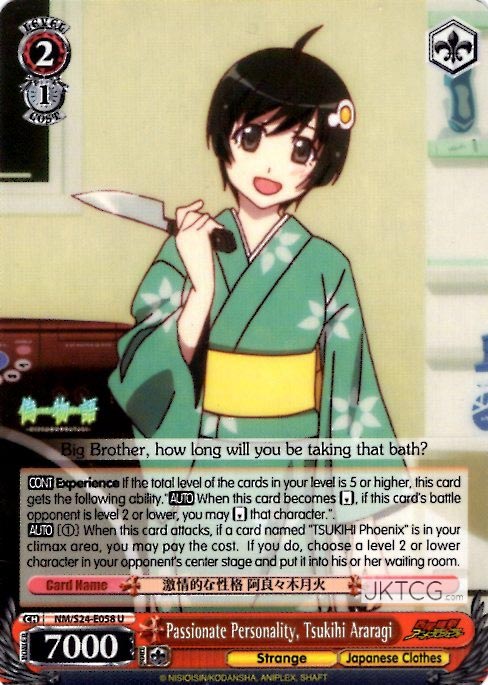 LEVEL
2
1
COST
偽物語
Big Brother, how long will you be taking that bath?
CONT Experience If the total level of the cards in your level is 5 or higher, this card
gets the following ability."AUTO When this card becomes , if this card's battle
opponent is level 2 or lower, you may that character.".
AUTO [①] When this card attacks, if a card named "TSUKIHI Phoenix" is in your
climax area, you may pay the cost. If you do, choose a level 2 or lower
character in your opponent's center stage and put it into his or her waiting room.
Card Name 激情的な性格 阿良々木月火
JKTCG.com
CH NM/S24-E058 U
POWER 7000 Passionate Personality, Tsukihi Araragi
Strange Japanese Clothes
© NISIOISIN/KODANSHA, ANIPLEX, SHAFT